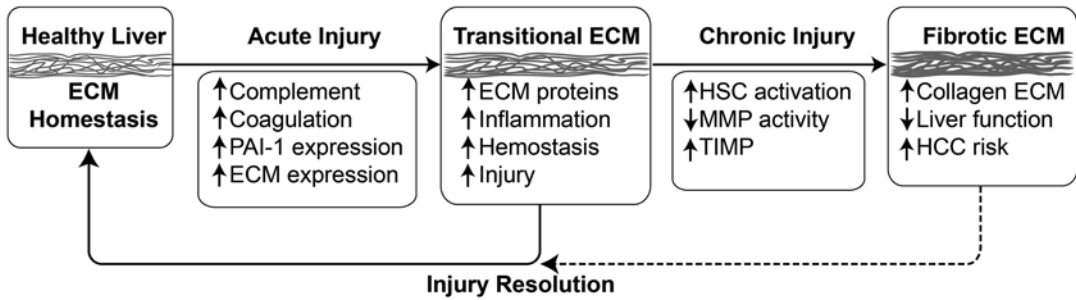 Healthy Liver
ECM
Homestasis
Acute Injury
↑Complement
↑Coagulation
↑PAI-1 expression
↑ECM expression
Transitional ECM
↑ECM proteins
↑Inflammation
↑Hemostasis
↑Injury
Chronic Injury
↑HSC activation
↓MMP activity
↑TIMP
Fibrotic ECM
↑Collagen ECM
↓Liver function
↑HCC risk
Injury Resolution